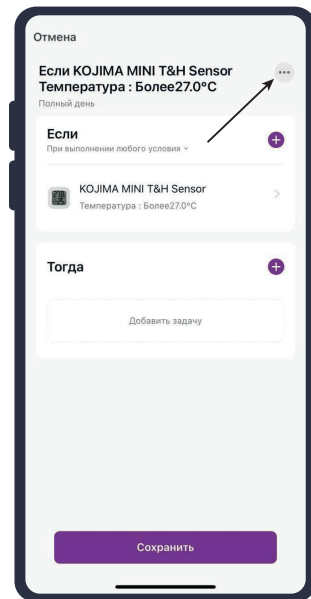 Отмена
Если KOJIMA MINI T&H Sensor
Температура : Более27.0°C
Полный день
Если
При выполнении любого условия
KOJIMA MINI T&H Sensor
Температура : Более27.0°C
Тогда
Добавить задачу
Сохранить